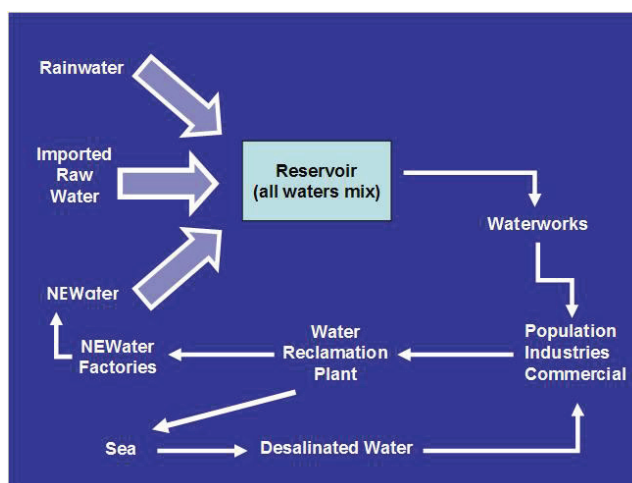 Rainwater
Imported
Raw
Water
Reservoir
(all waters mix)
Waterworks
NEWater
NEWater
Factories
Water
Reclamation
Plant
Population
Industries
Commercial
Sea
Desalinated Water